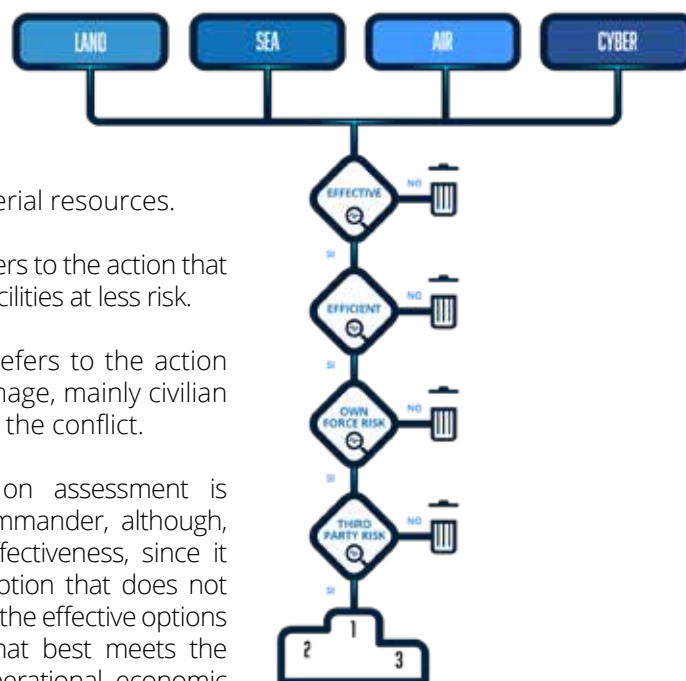 LAND
SEA
AIR
CYBER
EFFECTIVE
NO
SI
EFFICIENT
NO
SI
OWN
FORCE RISK
NO
SI
THIRD
PARTY RISK
NO
SI
1
2
3
erial resources.
ers to the action that
cilities at less risk.
efers to the action
nage, mainly civilian
the conflict.
on assessment is
mmander, although,
ffectiveness, since it
ption that does not
the effective options
hat best meets the
perational, economic